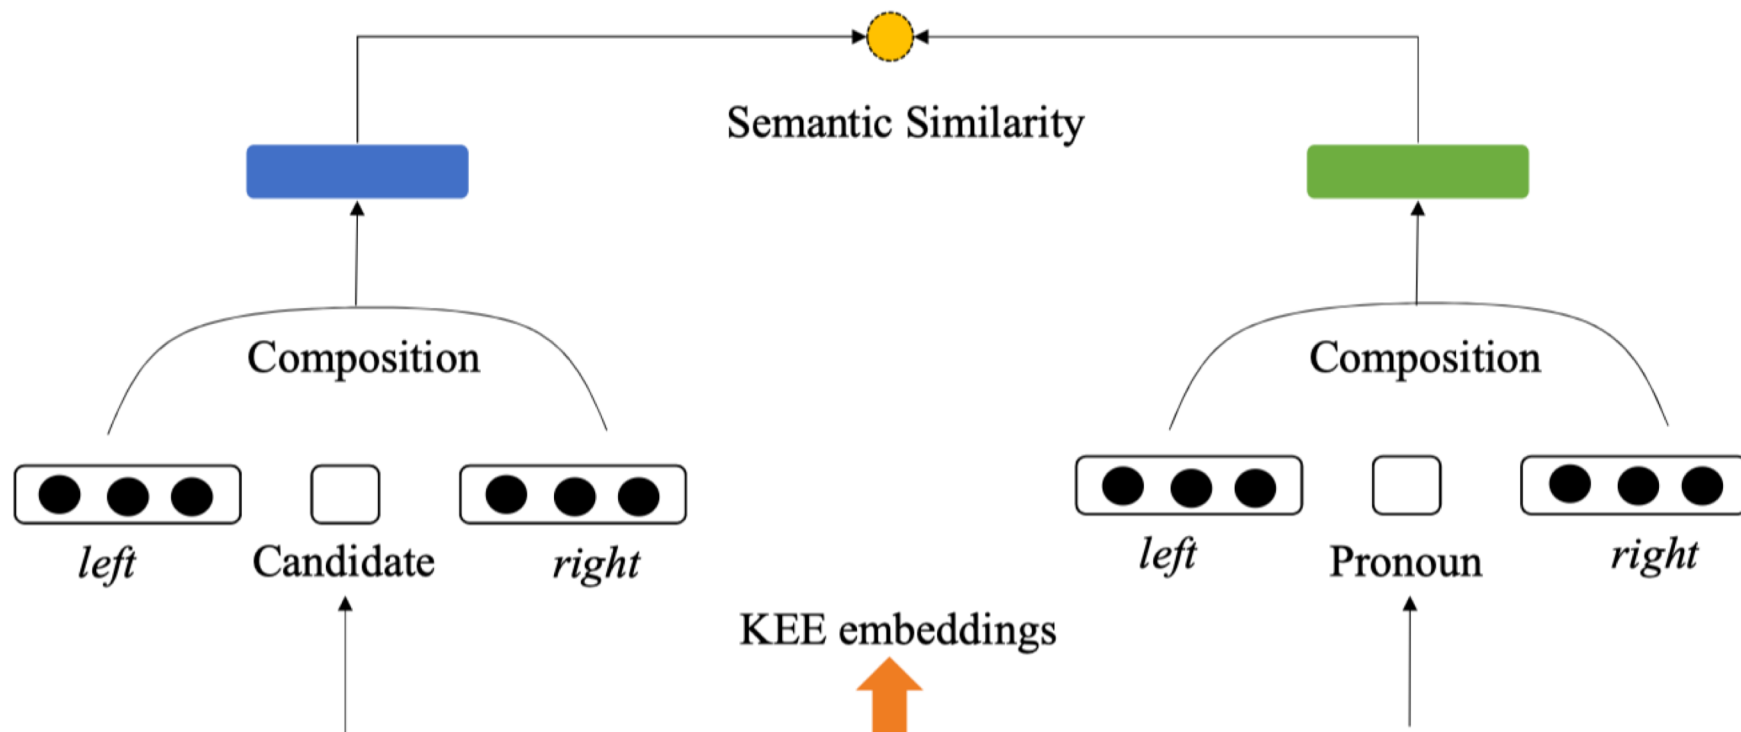 Semantic Similarity
Composition
Composition
left
Candidate
right
left
Pronoun
right
KEE embeddings